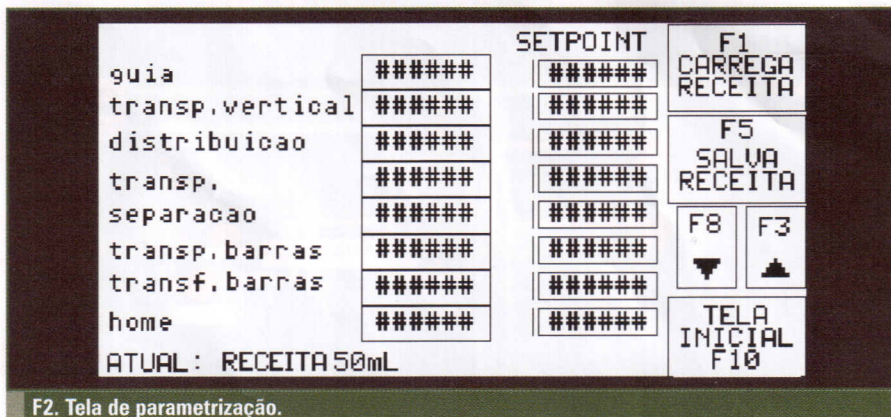 SETPOINT
guia ###### ######
transp.vertical ###### ######
distribuicao ###### ######
transp. ###### ######
separacao ###### ######
transp.barras ###### ######
transf.barras ###### ######
home ###### ######
ATUAL: RECEITA 50mL
F1
CARREGA
RECEITA
F5
SALVA
RECEITA
F8 F3
TELA
INICIAL
F10
F2. Tela de parametrização.